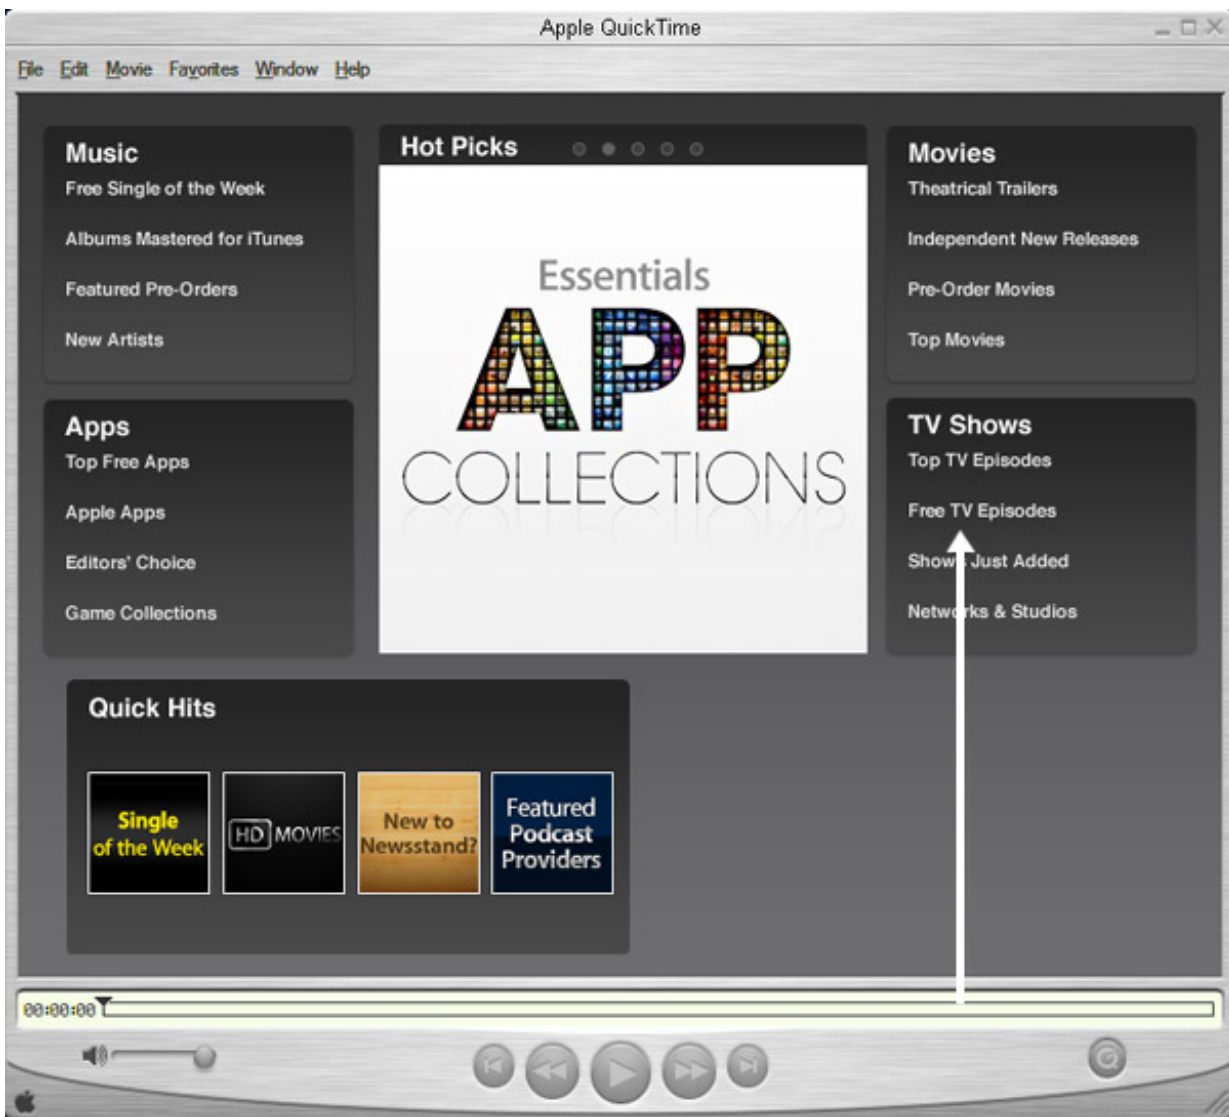 Apple QuickTime
File Edit Movie Favorites Window Help
Music
Free Single of the Week
Albums Mastered for iTunes
Featured Pre-Orders
New Artists
Apps
Top Free Apps
Apple Apps
Editors' Choice
Game Collections
Hot Picks
Essentials
APP
COLLECTIONS
Movies
Theatrical Trailers
Independent New Releases
Pre-Order Movies
Top Movies
TV Shows
Top TV Episodes
Free TV Episodes
Shows Just Added
Networks & Studios
Quick Hits
Single
of the Week
HD MOVIES
New to
Newsstand?
Featured
Podcast
Providers
00:00:00